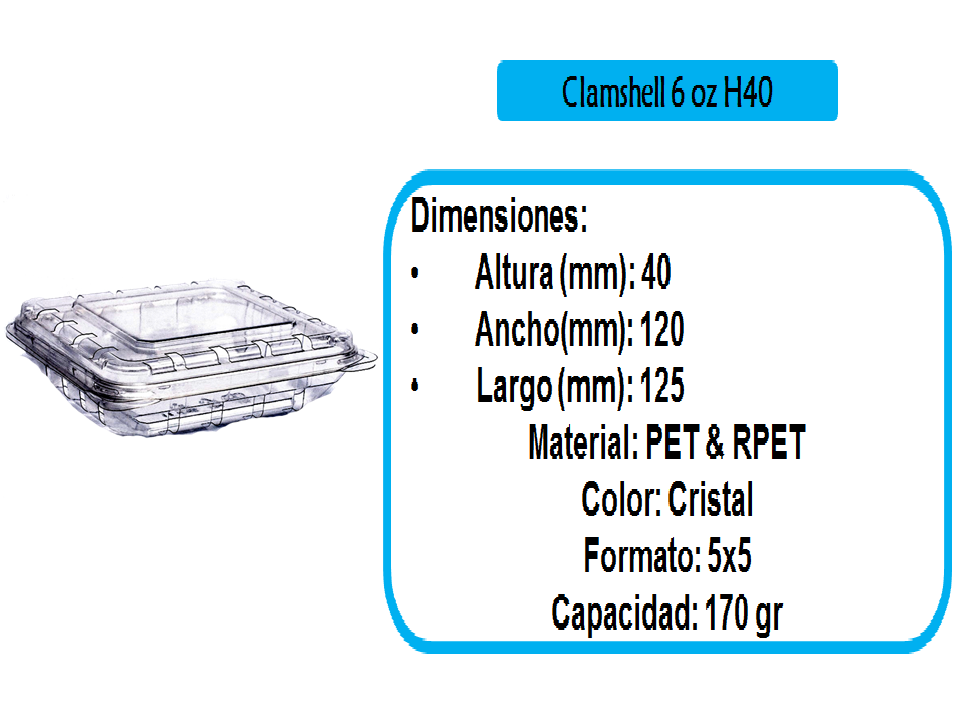 Clamshell 6 oz H40
Dimensiones:
• Altura (mm): 40
• Ancho(mm): 120
• Largo (mm): 125
Material: PET & RPET
Color: Cristal
Formato: 5x5
Capacidad: 170 gr